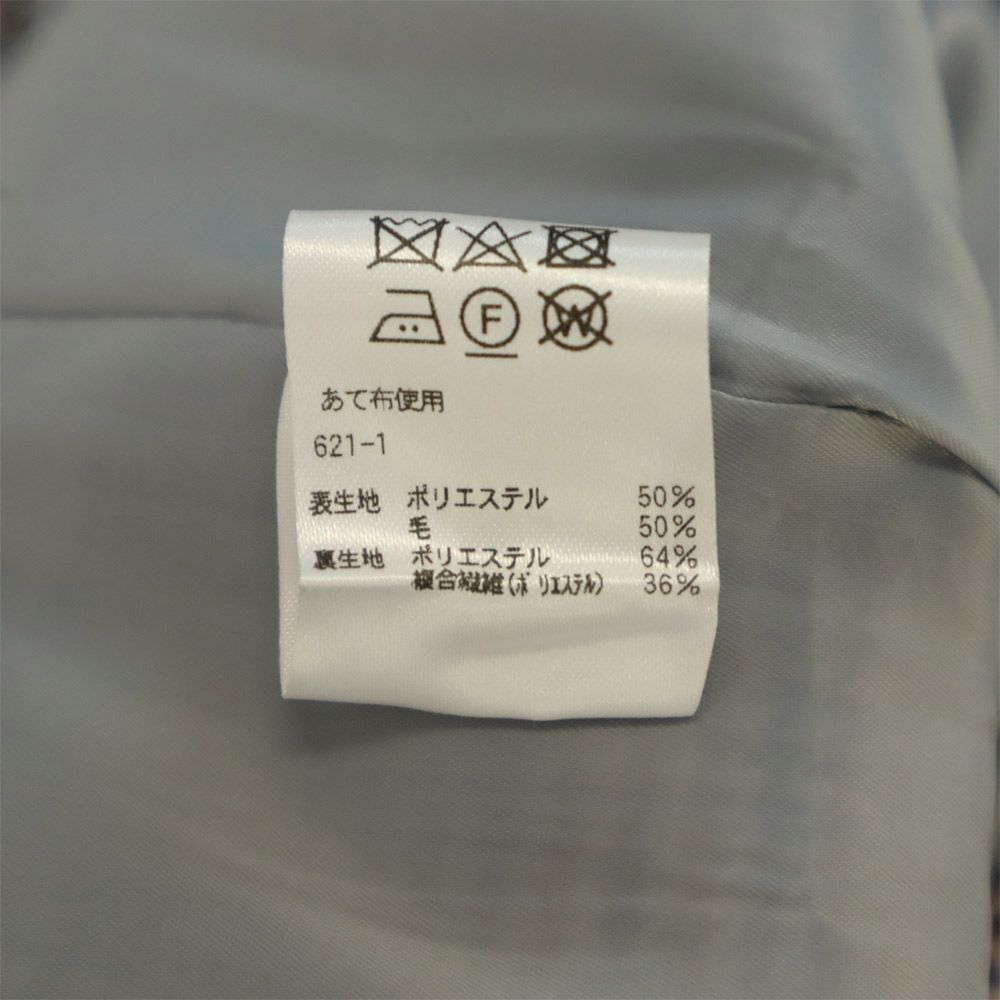 F W
あて布使用
621-1
表生地 ポリエステル 50%
毛 50%
裏生地 ポリエステル 64%
複合繊維(ポリエステル) 36%